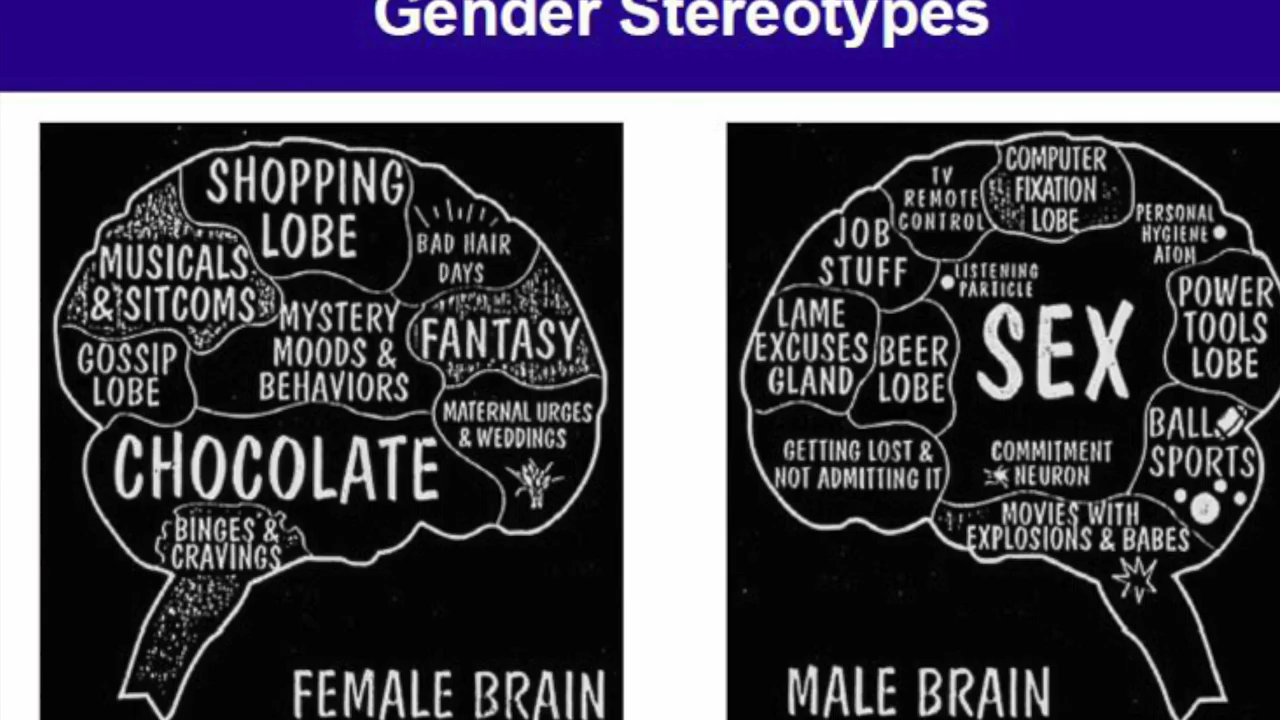 Gender Stereotypes
SHOPPING
LOBE
BAD HAIR
DAYS
MUSICALS
& SITCOMS
MYSTERY
MOODS &
BEHAVIORS
FANTASY
GOSSIP
LOBE
MATERNAL URGES
& WEDDINGS
CHOCOLATE
BINGES &
CRAVINGS
FEMALE BRAIN
TV
REMOTE
CONTROL
COMPUTER
FIXATION
LOBE
PERSONAL
HYGIENE
ATOM
JOB
STUFF
LISTENING
PARTICLE
POWER
TOOLS
LOBE
LAME
EXCUSES
GLAND
BEER
LOBE
SEX
BALL
SPORTS
GETTING LOST &
NOT ADMITTING IT
COMMITMENT
NEURON
MOVIES WITH
EXPLOSIONS & BABES
MALE BRAIN